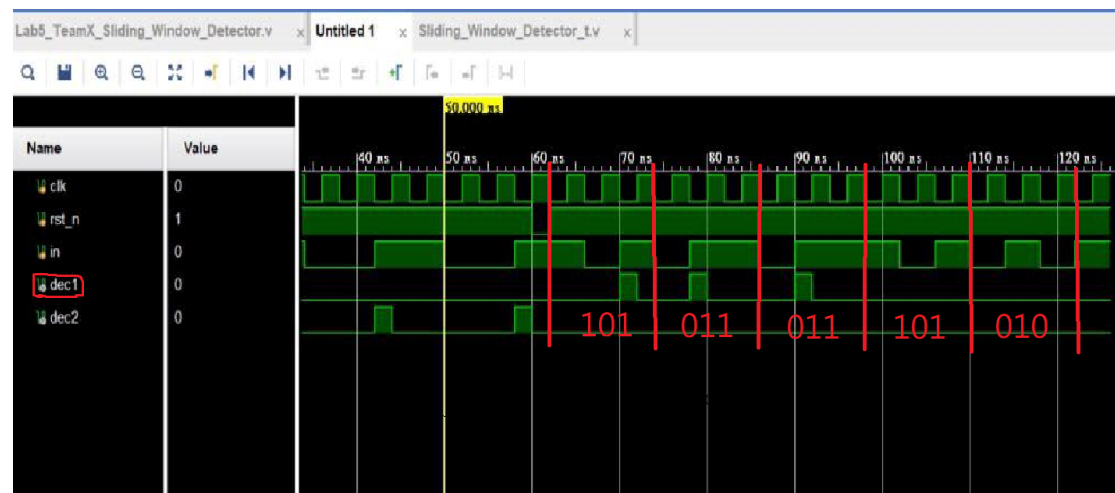 Lab5_TeamX_Sliding_Window_Detector.v x Untitled 1 x Sliding_Window_Detector_t.v x
50.000 ns
Name Value 40 ns 50 ns 60 ns 70 ns 80 ns 90 ns 100 ns 110 ns 120 ns
clk 0
rst_n 1
in 0
dec1 0
dec2 0
101 011 011 101 010